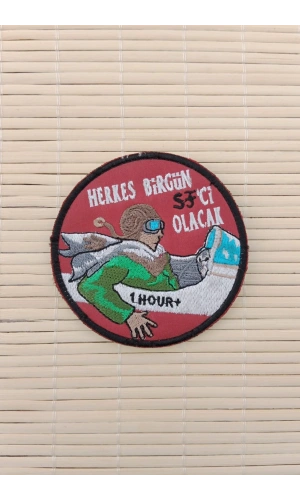 HERKES BİRGÜN
SF'Cİ
OLACAK
1 HOUR+